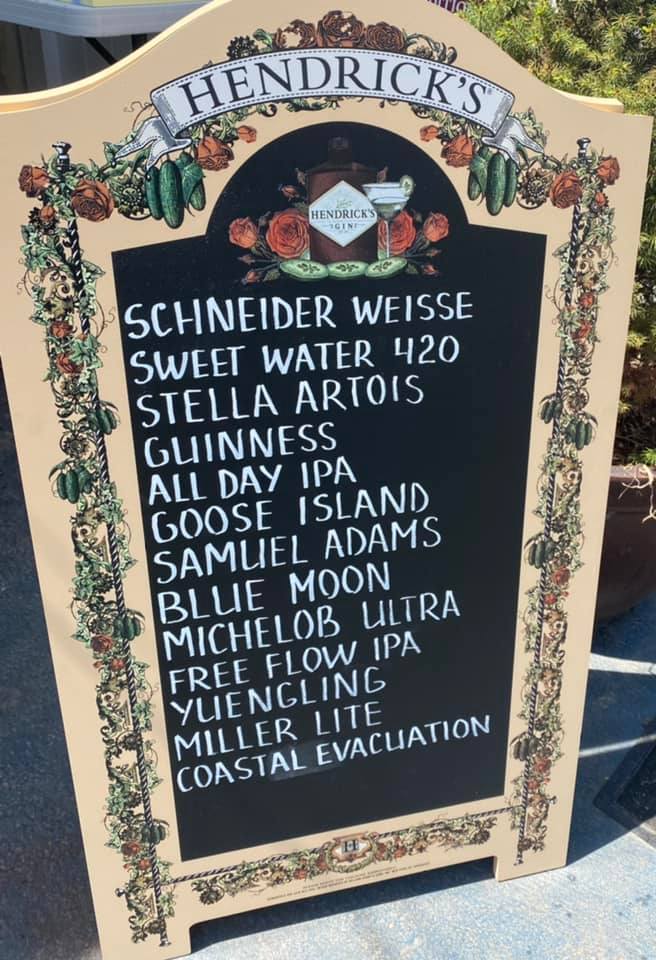 HENDRICK'S
HENDRICK'S
GIN
SCHNEIDER WEISSE
SWEET WATER 420
STELLA ARTOIS
GUINNESS
ALL DAY IPA
GOOSE ISLAND
SAMUEL ADAMS
BLUE MOON
MICHELOB ULTRA
FREE FLOW IPA
YUENGLING
MILLER LITE
COASTAL EVACUATION
H